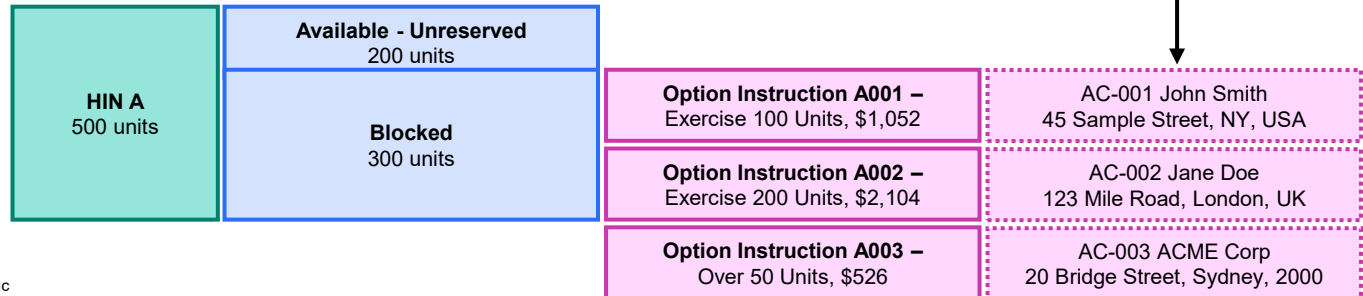 Available - Unreserved
200 units
HIN A
500 units
Blocked
300 units
Option Instruction A001 –
Exercise 100 Units, $1,052
AC-001 John Smith
45 Sample Street, NY, USA
Option Instruction A002 –
Exercise 200 Units, $2,104
AC-002 Jane Doe
123 Mile Road, London, UK
Option Instruction A003 –
Over 50 Units, $526
AC-003 ACME Corp
20 Bridge Street, Sydney, 2000
ic